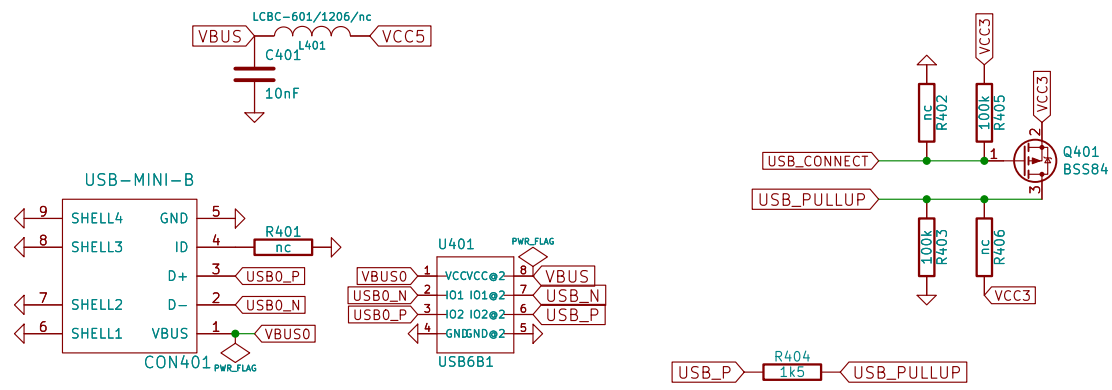 LCBC-601/1206/nc
VBUS
VCC5
L401
C401
10nF
USB-MINI-B
9 SHELL4 GND 5
8 SHELL3 ID 4
R401
nc
D+ 3 USB0_P
7 SHELL2 D- 2 USB0_N
6 SHELL1 VBUS 1 VBUS0
CON401
PWR_FLAG
U401
PWR_FLAG
VBUS0 1 VCC VCC@2 8 VBUS
USB0_N 2 IO1 IO1@2 7 USB_N
USB0_P 3 IO2 IO2@2 6 USB_P
4 GND GND@2 5
USB6B1
VCC3
nc
R402
100k
R405
VCC3
2
USB_CONNECT
1
Q401
BSS84
3
USB_PULLUP
100k
R403
nc
R406
VCC3
R404
USB_P 1k5 USB_PULLUP